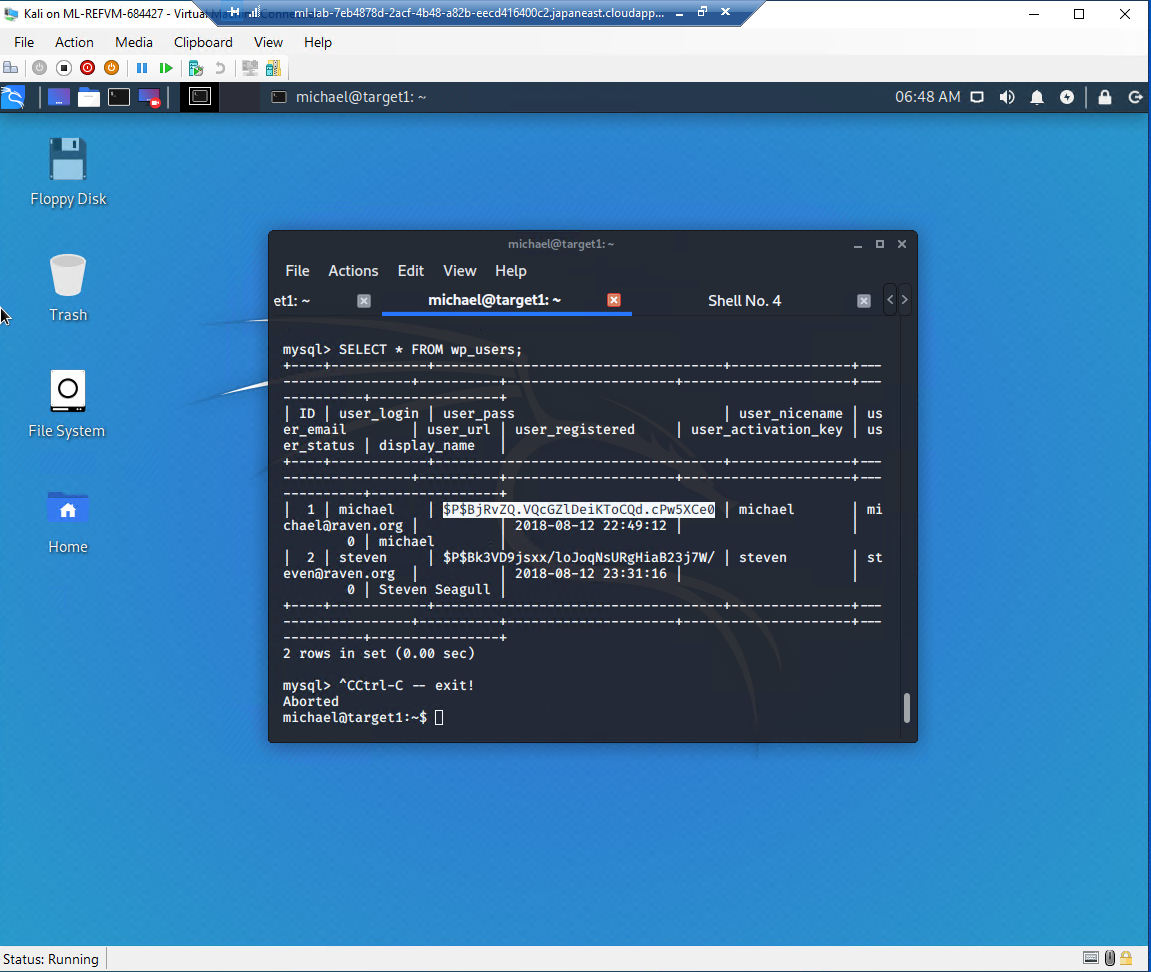 Kali on ML-REFVM-684427 - Virtual Ma
ml-lab-7eb4878d-2acf-4b48-a82b-eecd416400c2.japaneast.cloudapp...
File Action Media Clipboard View Help
michael@target1: ~
06:48 AM
Floppy Disk
Trash
File System
Home
michael@target1: ~
File Actions Edit View Help
et1: ~
michael@target1: ~
Shell No. 4
mysql> SELECT * FROM wp_users;
+----+------------+------------------------------------+---------------+---
----------------+----------+---------------------+---------------------+---
-----------+----------------+
| ID | user_login | user_pass | user_nicename | us
er_email | user_url | user_registered | user_activation_key | us
er_status | display_name |
+----+------------+------------------------------------+---------------+---
----------------+----------+---------------------+---------------------+---
-----------+----------------+
| 1 | michael | $P$BjRvZQ.VQcGZlDeiKToCQd.cPw5XCe0 | michael | mi
chael@raven.org | | 2018-08-12 22:49:12 | |
0 | michael |
| 2 | steven | $P$Bk3VD9jsxx/loJoqNsURgHiaB23j7W/ | steven | st
even@raven.org | | 2018-08-12 23:31:16 | |
0 | Steven Seagull |
+----+------------+------------------------------------+---------------+---
----------------+----------+---------------------+---------------------+---
-----------+----------------+
2 rows in set (0.00 sec)
mysql> ^CCtrl-C -- exit!
Aborted
michael@target1:~$
Status: Running